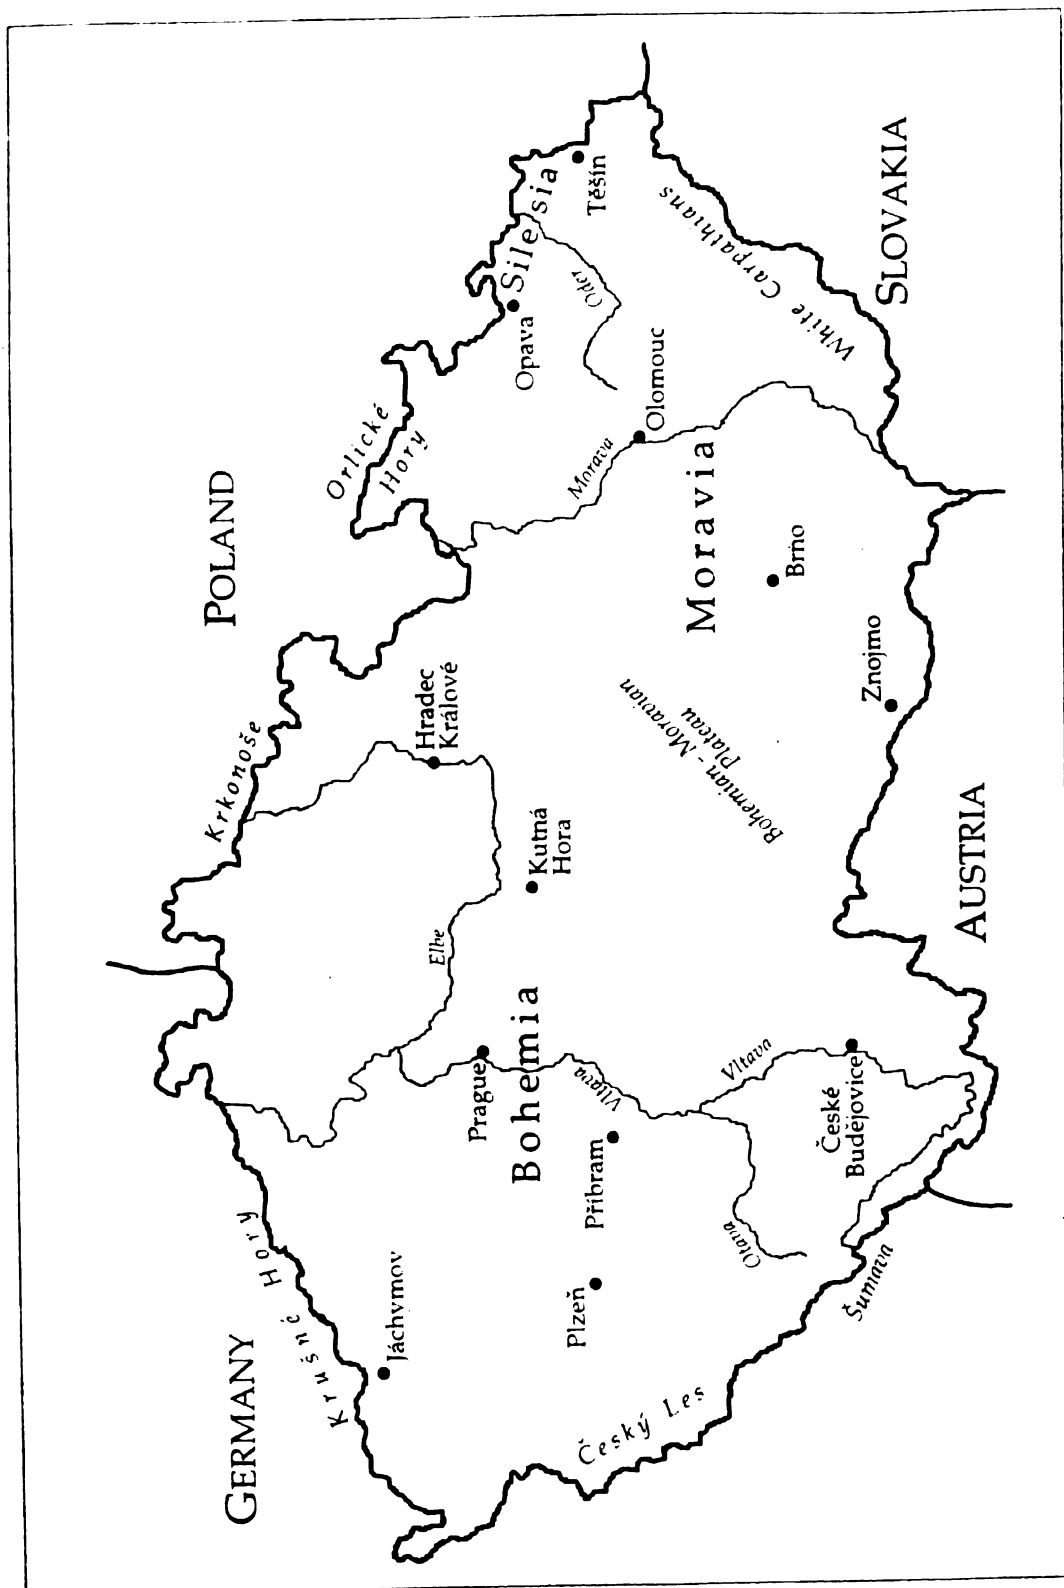 GERMANY
POLAND
SLOVAKIA
AUSTRIA
Krušné Hory
Krkonoše
Orlické
Hory
Silesia
Český Les
Šumava
White Carpathians
Bohemia
Moravia
Bohemian - Moravian
Plateau
Jáchymov
Plzeň
Příbram
Prague
Kutná
Hora
Hradec
Králové
České
Budějovice
Opava
Těšín
Olomouc
Brno
Znojmo
Elbe
Vltava
Vltava
Otava
Morava
Oder